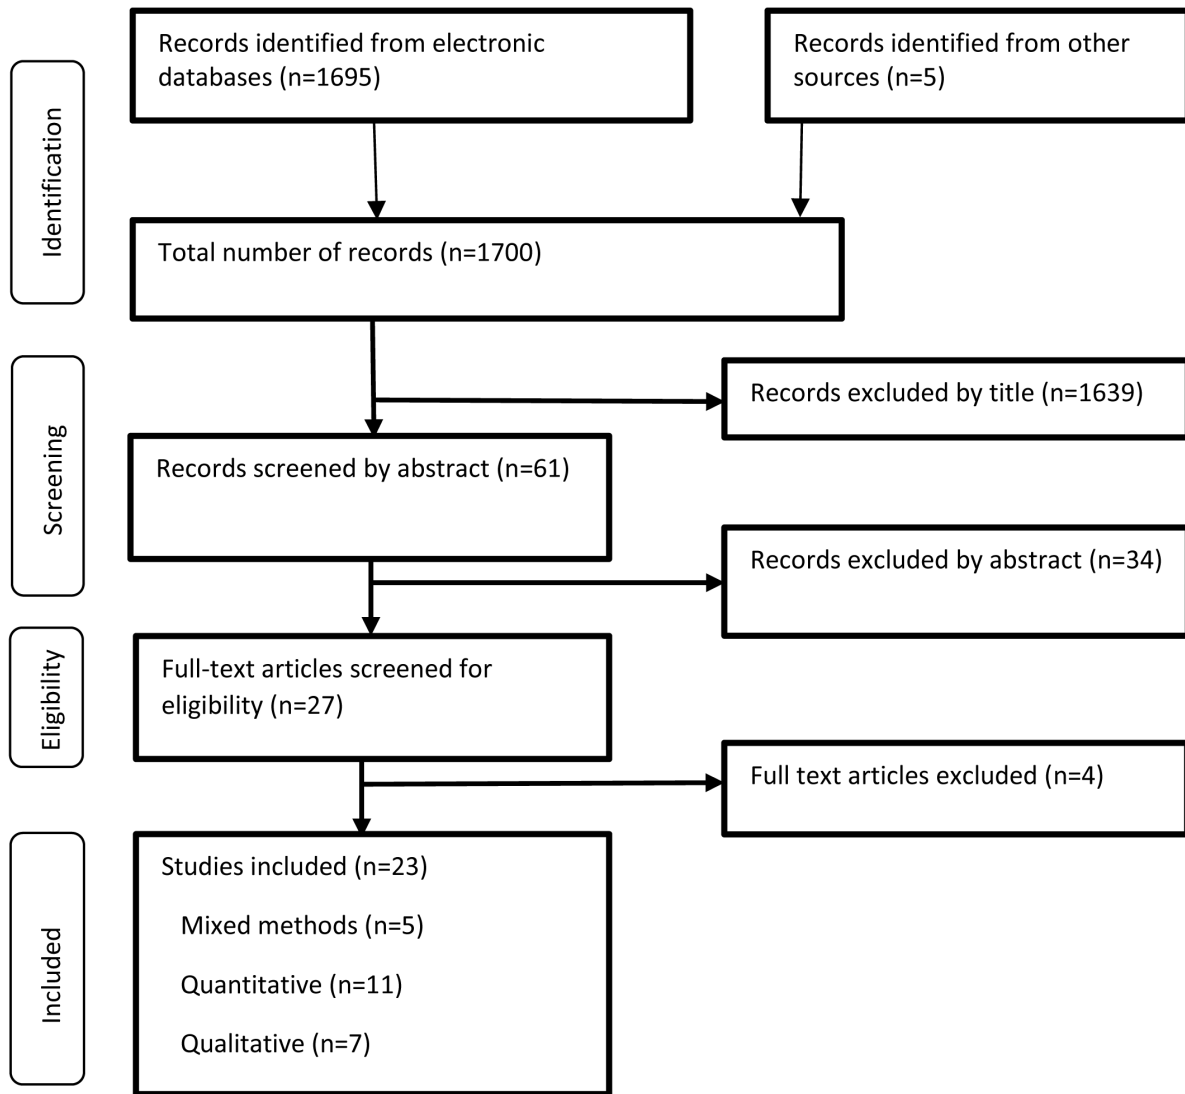 Identification
Records identified from electronic
databases (n=1695)
Records identified from other
sources (n=5)
Total number of records (n=1700)
Screening
Records excluded by title (n=1639)
Records screened by abstract (n=61)
Records excluded by abstract (n=34)
Eligibility
Full-text articles screened for
eligibility (n=27)
Full text articles excluded (n=4)
Included
Studies included (n=23)
Mixed methods (n=5)
Quantitative (n=11)
Qualitative (n=7)